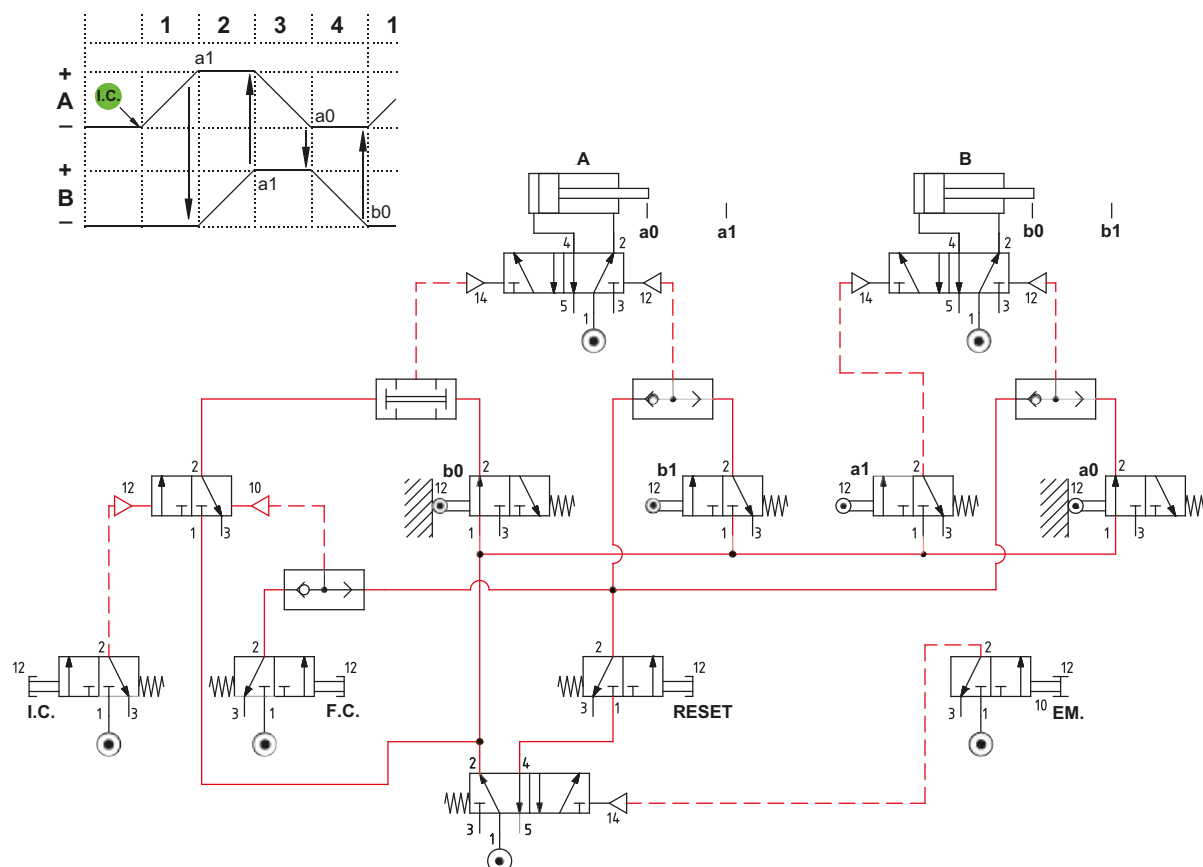 1 2 3 4 1
a1
+
A
−
I.C.
a0
+
B
−
a1
b0
A
B
a0 a1
b0 b1
4 2
4 2
14 12
14 12
5 3
5 3
1
1
2 b0 2 b1 2 a1 2 a0 2
12 10 12 12 12 12
1 3 1 3 1 3 1 3 1 3
2 2 2 2
12 12 12 12
I.C. 1 3 3 1 F.C. 3 1 RESET 3 1 10 EM.
2 4
3 1 5 14